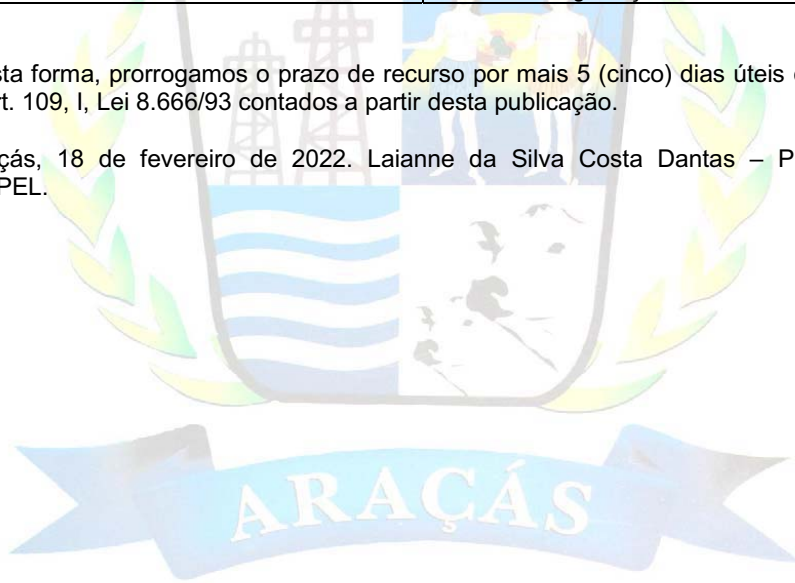 sta forma, prorrogamos o prazo de recurso por mais 5 (cinco) dias úteis
rt. 109, I, Lei 8.666/93 contados a partir desta publicação.
çás, 18 de fevereiro de 2022. Laianne da Silva Costa Dantas – P
PEL.
ARAÇÁS